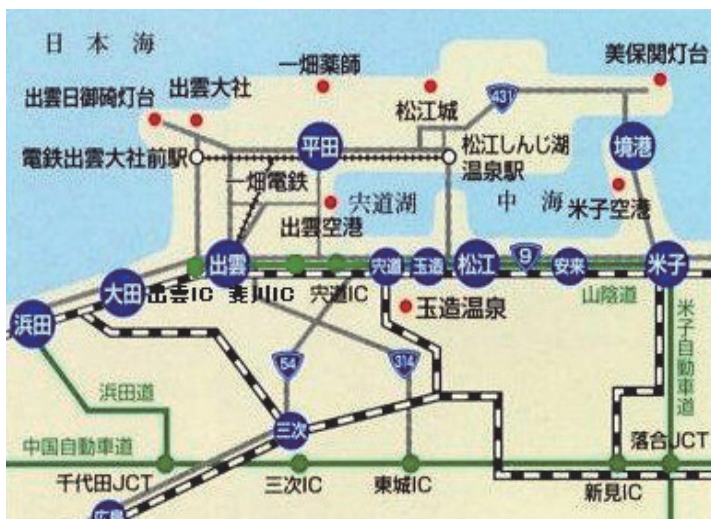 日本海
美保関灯台
一畑薬師
出雲大社
出雲日御碕灯台
松江城
431
電鉄出雲大社前駅
平田
松江しんじ湖
温泉駅
境港
一畑電鉄
宍道湖
中海
米子空港
出雲空港
出雲
宍道
玉造
松江
9
安来
米子
大田
出雲IC
斐川IC
宍道IC
山陰道
浜田
玉造温泉
米子自動車道
54
314
浜田道
三次
中国自動車道
落合JCT
千代田JCT
三次IC
東城IC
新見IC
広島